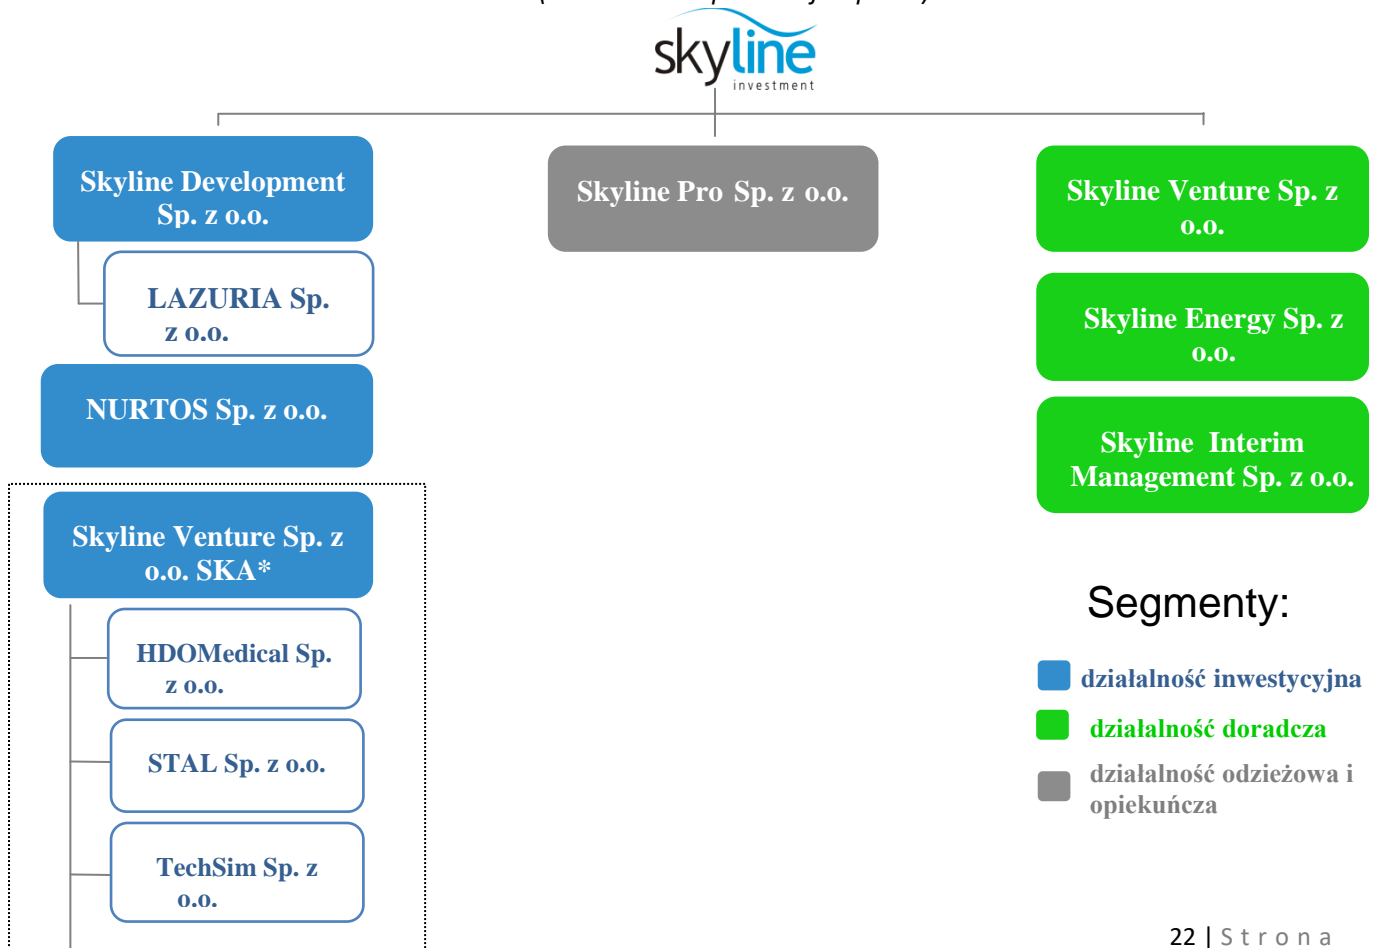 skyline
investment
Skyline Development
Sp. z o.o.
Skyline Pro Sp. z o.o.
Skyline Venture Sp. z
o.o.
LAZURIA Sp.
z o.o.
Skyline Energy Sp. z
o.o.
NURTOS Sp. z o.o.
Skyline Interim
Management Sp. z o.o.
Skyline Venture Sp. z
o.o. SKA*
HDOMedical Sp.
z o.o.
STAL Sp. z o.o.
TechSim Sp. z
o.o.
Segmenty:
działalność inwestycyjna
działalność doradcza
działalność odzieżowa i
opiekuńcza
22 | Strona